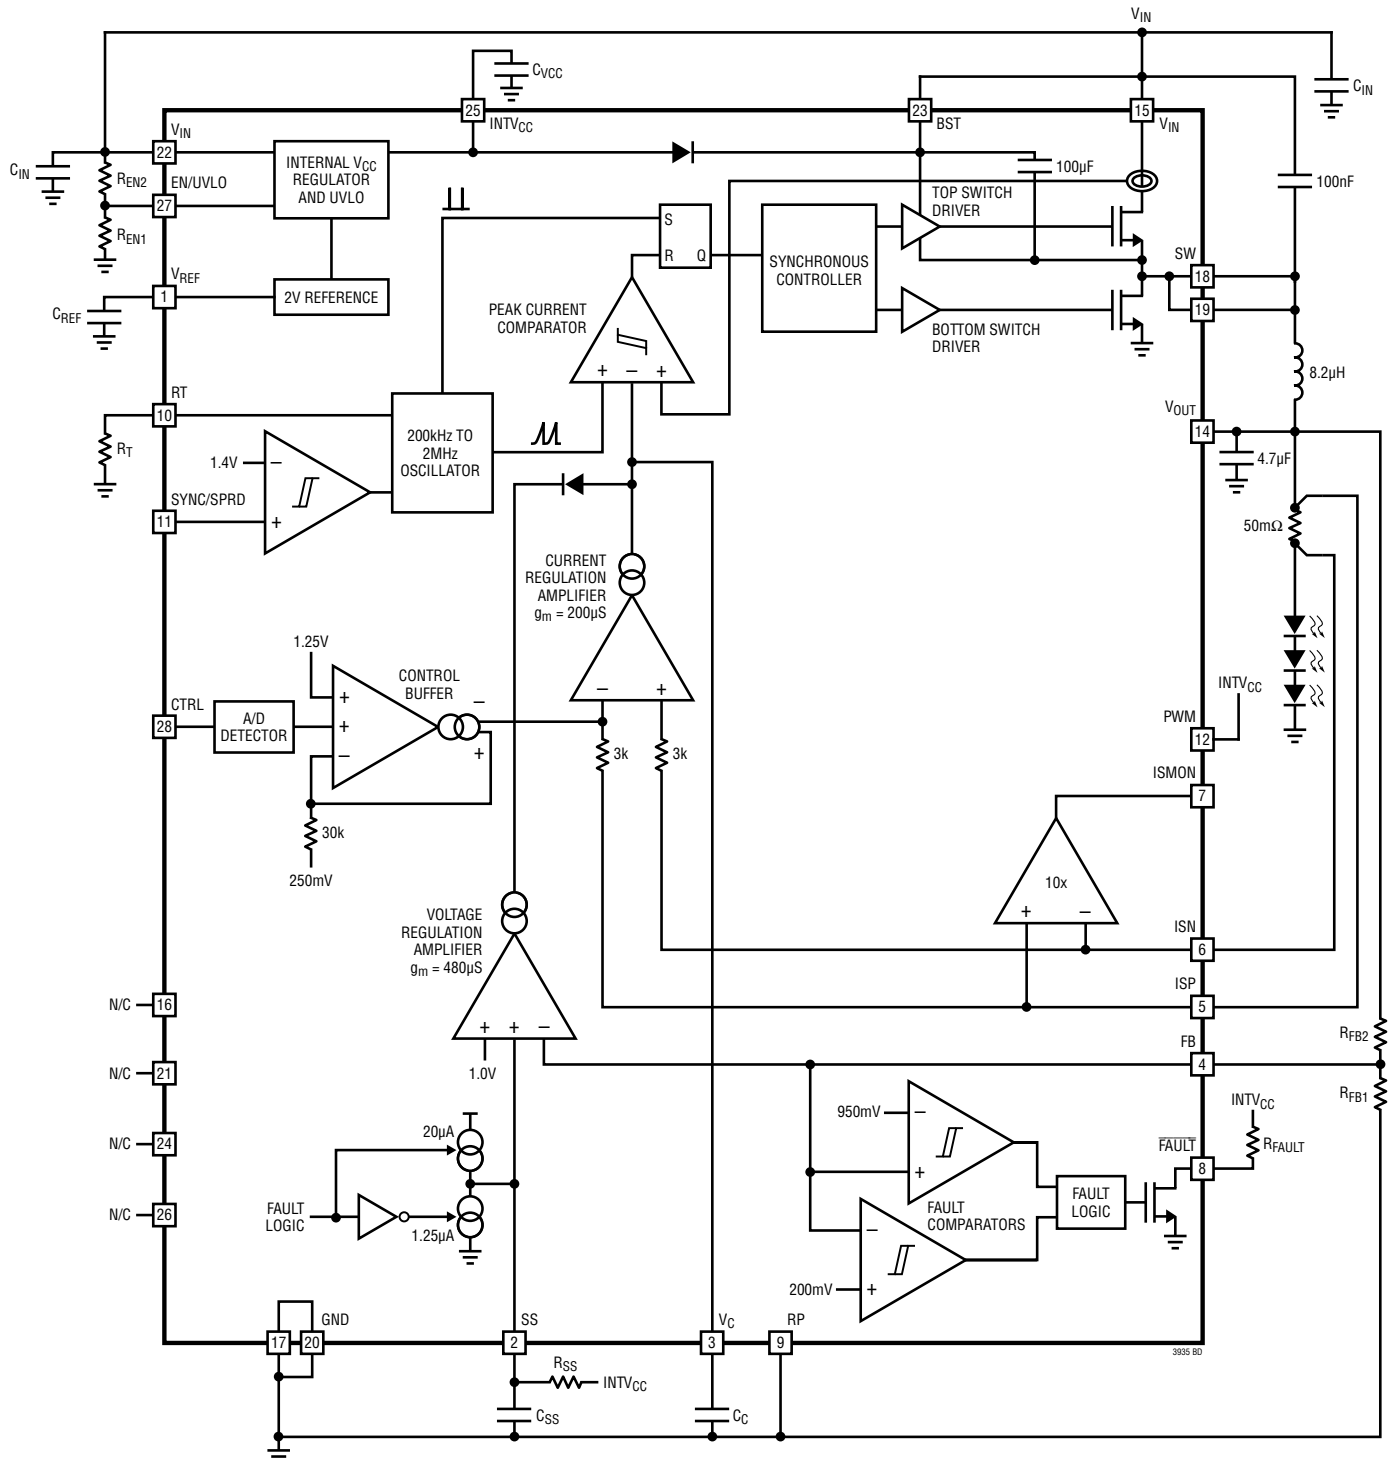 VIN
CVCC
CIN
25
INTVCC
23
BST
15
VIN
VIN
22
CIN
REN2
EN/UVLO
27
REN1
INTERNAL VCC
REGULATOR
AND UVLO
100µF
100nF
TOP SWITCH
DRIVER
S
R
Q
SYNCHRONOUS
CONTROLLER
SW
18
19
VREF
1
CREF
2V REFERENCE
PEAK CURRENT
COMPARATOR
+
–
+
BOTTOM SWITCH
DRIVER
8.2µH
RT
10
RT
200kHz TO
2MHz
OSCILLATOR
1.4V
–
+
SYNC/SPRD
11
VOUT
14
4.7µF
50mΩ
CURRENT
REGULATION
AMPLIFIER
gm = 200µS
–
+
1.25V
CONTROL
BUFFER
+
+
–
–
+
CTRL
28
A/D
DETECTOR
3k
3k
30k
250mV
INTVCC
PWM
12
ISMON
7
10x
+
–
VOLTAGE
REGULATION
AMPLIFIER
gm = 480µS
+
+
–
1.0V
ISN
6
ISP
5
FB
4
RFB2
RFB1
N/C
16
N/C
21
N/C
24
N/C
26
950mV
–
+
INTVCC
RFAULT
FAULT
8
20µA
FAULT
LOGIC
1.25µA
FAULT
COMPARATORS
FAULT
LOGIC
–
+
200mV
GND
17
20
SS
2
VC
3
RP
9
3935 BD
RSS
INTVCC
CSS
CC